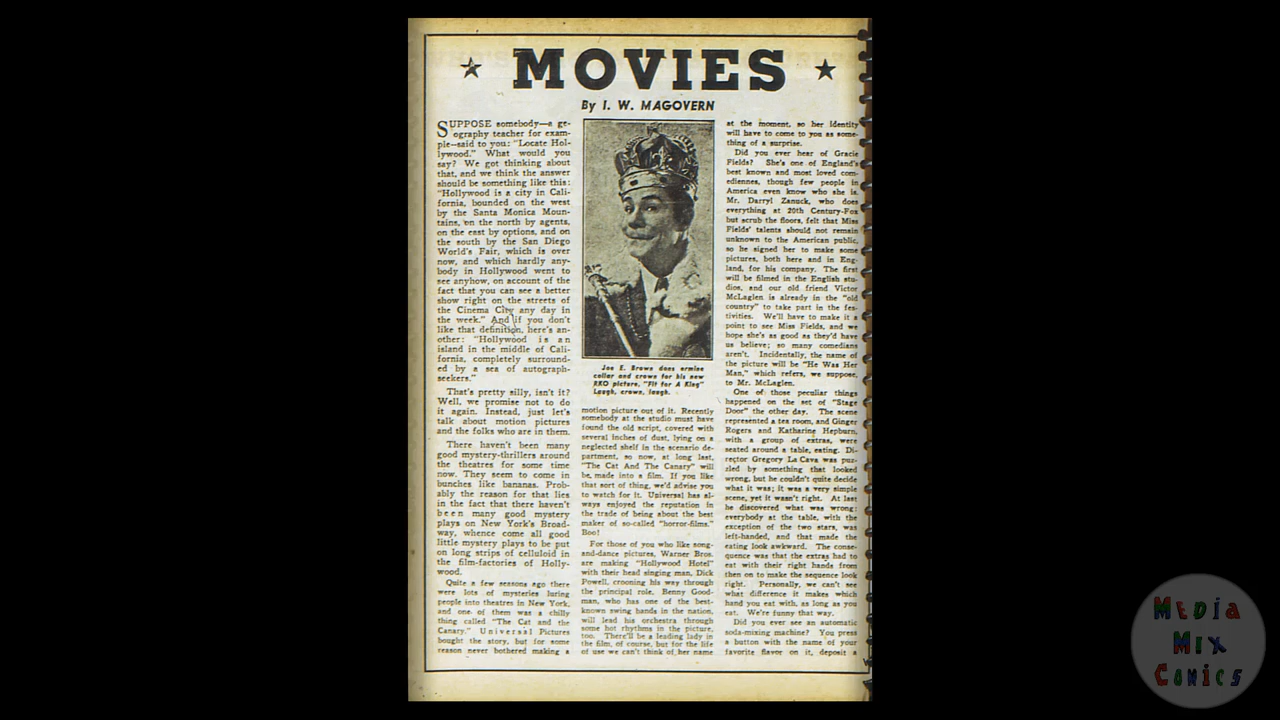 MOVIES
By I. W. MAGOVERN
SUPPOSE somebody—a ge-
ography teacher for exam-
ple—said to you: "Locate Hol-
lywood." What would you
say? We got thinking about
that, and we think the answer
should be something like this:
"Hollywood is a city in Cali-
fornia, bounded on the west
by the Santa Monica Moun-
tains, on the north by agents,
on the east by options, and on
the south by the San Diego
World's Fair, which is over
now, and which hardly any-
body in Hollywood went to
see anyhow, on account of the
fact that you can see a better
show right on the streets of
the Cinema City any day in
the week." And if you don't
like that definition, here's an-
other: "Hollywood is an
island in the middle of Cali-
fornia, completely surround-
ed by a sea of autograph-
seekers."
That's pretty silly, isn't it?
Well, we promise not to do
it again. Instead, just let's
talk about motion pictures
and the folks who are in them.
There haven't been many
good mystery-thrillers around
the theatres for some time
now. They seem to come in
bunches like bananas. Prob-
ably the reason for that lies
in the fact that there haven't
been many good mystery
plays on New York's Broad-
way, whence come all good
little mystery plays to be put
on long strips of celluloid in
the film-factories of Holly-
wood.
Quite a few seasons ago there
were lots of mysteries luring
people into theatres in New York,
and one of them was a chilly
thing called "The Cat and the
Canary." Universal Pictures
bought the story, but for some
reason never bothered making a
Joe E. Brown does ermine
collar and crown for his new
RKO picture, "Fit for A King"
Laugh, crown, laugh.
motion picture out of it. Recently
somebody at the studio must have
found the old script, covered with
several inches of dust, lying on a
neglected shelf in the scenario de-
partment, so now, at long last,
"The Cat And The Canary" will
be made into a film. If you like
that sort of thing, we'd advise you
to watch for it. Universal has al-
ways enjoyed the reputation in
the trade of being about the best
maker of so-called "horror-films."
Boo!
For those of you who like song-
and-dance pictures, Warner Bros.
are making "Hollywood Hotel"
with their head singing man, Dick
Powell, crooning his way through
the principal role. Benny Good-
man, who has one of the best-
known swing bands in the nation,
will lead his orchestra through
some hot rhythms in the picture,
too. There'll be a leading lady in
the film, of course, but for the life
of use we can't think of her name
at the moment, so her identity
will have to come to you as some-
thing of a surprise.
Did you ever hear of Gracie
Fields? She's one of England's
best known and most loved com-
ediennes, though few people in
America even know who she is.
Mr. Darryl Zanuck, who does
everything at 20th Century-Fox
but scrub the floors, felt that Miss
Fields' talents should not remain
unknown to the American public,
so he signed her to make some
pictures, both here and in Eng-
land, for his company. The first
will be filmed in the English stu-
dios, and our old friend Victor
McLaglen is already in the "old
country" to take part in the fes-
tivities. We'll have to make it a
point to see Miss Fields, and we
hope she's as good as they'd have
us believe; so many comedians
aren't. Incidentally, the name of
the picture will be "He Was Her
Man," which refers, we suppose,
to Mr. McLaglen.
One of those peculiar things
happened on the set of "Stage
Door" the other day. The scene
represented a tea room, and Ginger
Rogers and Katharine Hepburn,
with a group of extras, were
seated around a table, eating. Di-
rector Gregory La Cava was puz-
zled by something that looked
wrong, but he couldn't quite decide
what it was; it was a very simple
scene, yet it wasn't right. At last
he discovered what was wrong:
everybody at the table, with the
exception of the two stars, was
left-handed, and that made the
eating look awkward. The conse-
quence was that the extras had to
eat with their right hands from
then on to make the sequence look
right. Personally, we can't see
what difference it makes which
hand you eat with, as long as you
eat. We're funny that way.
Did you ever see an automatic
soda-mixing machine? You press
a button with the name of your
favorite flavor on it, deposit a
MEDIA
MIX
COMICS